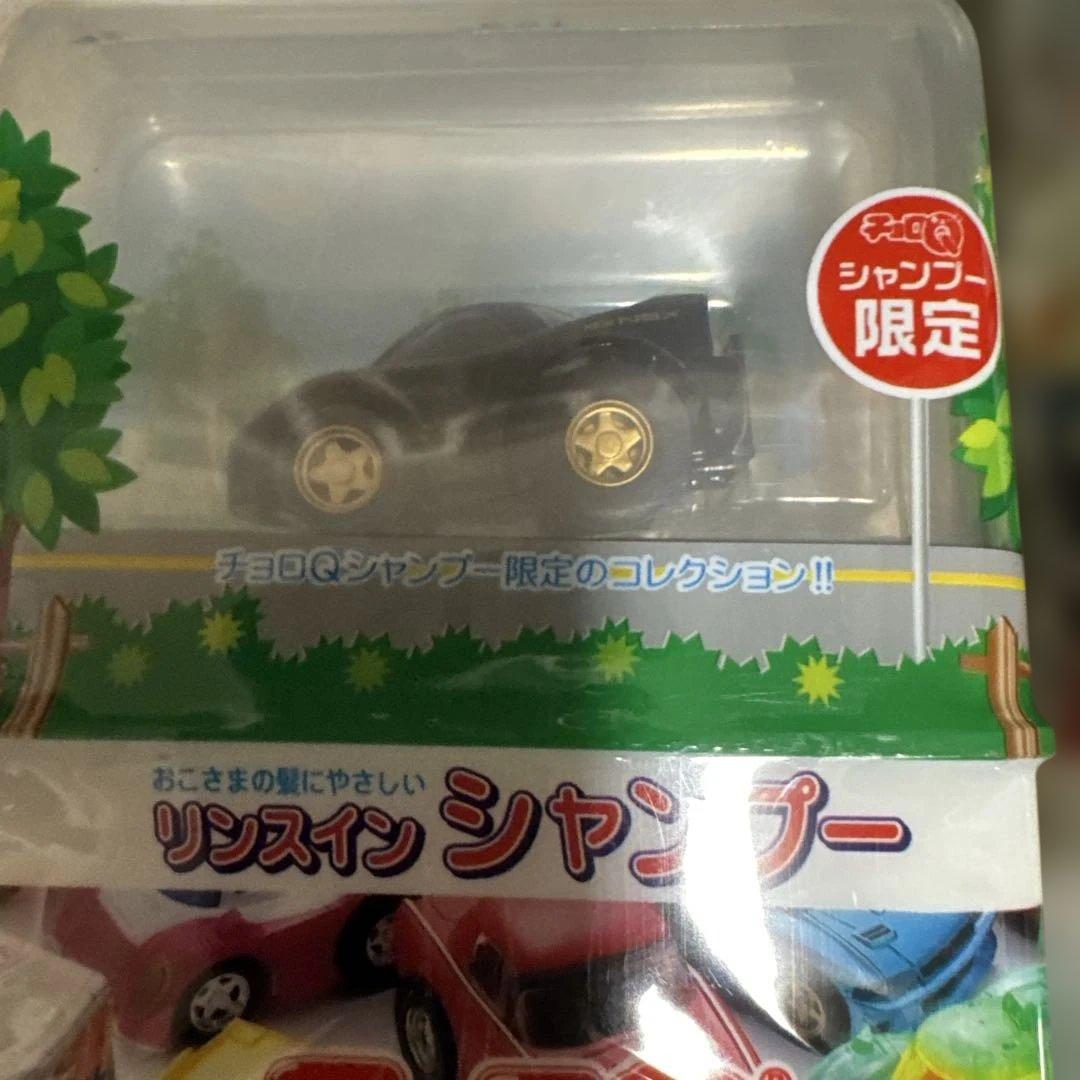 チョロQ
シャンプー
限定
チョロQシャンプー限定のコレクション!!
おこさまの髪にやさしい
リンスイン シャンプー